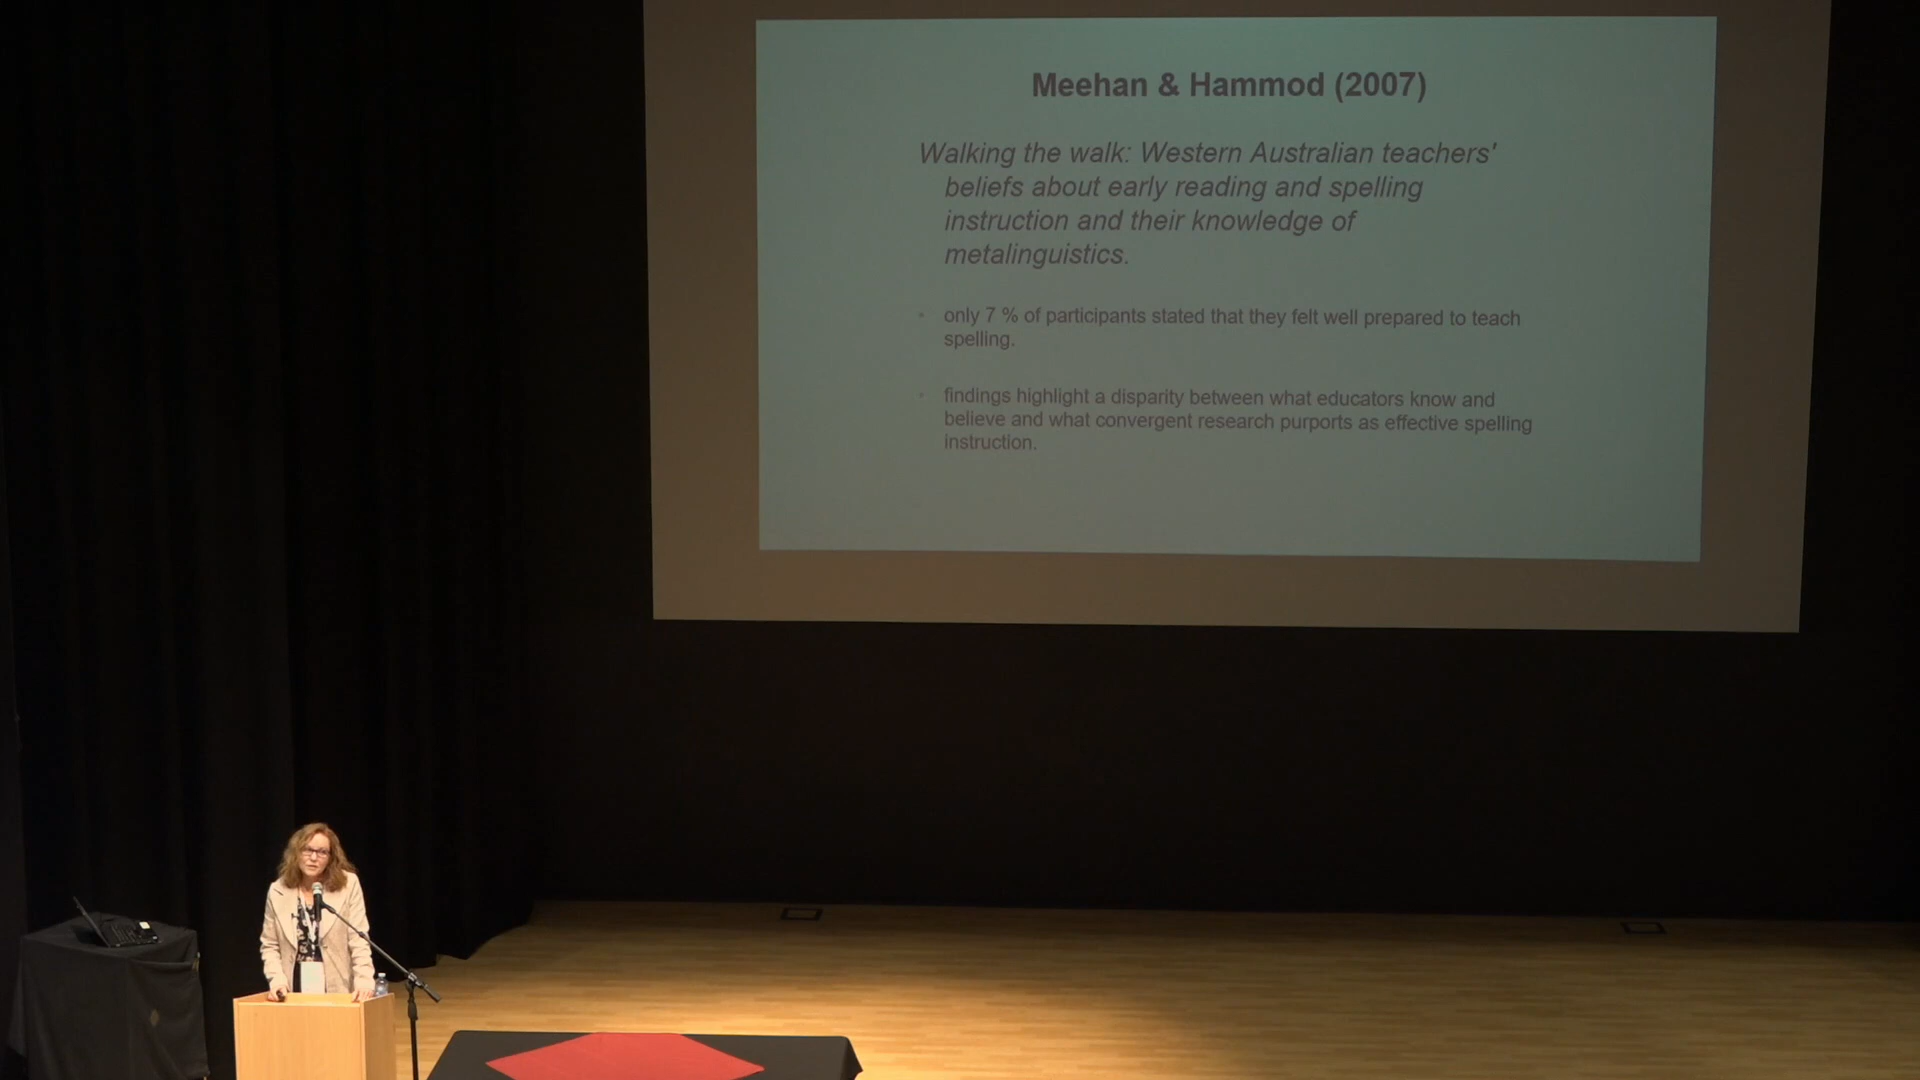 Meehan & Hammod (2007)
Walking the walk: Western Australian teachers'
beliefs about early reading and spelling
instruction and their knowledge of
metalinguistics.
• only 7 % of participants stated that they felt well prepared to teach
spelling.
• findings highlight a disparity between what educators know and
believe and what convergent research purports as effective spelling
instruction.